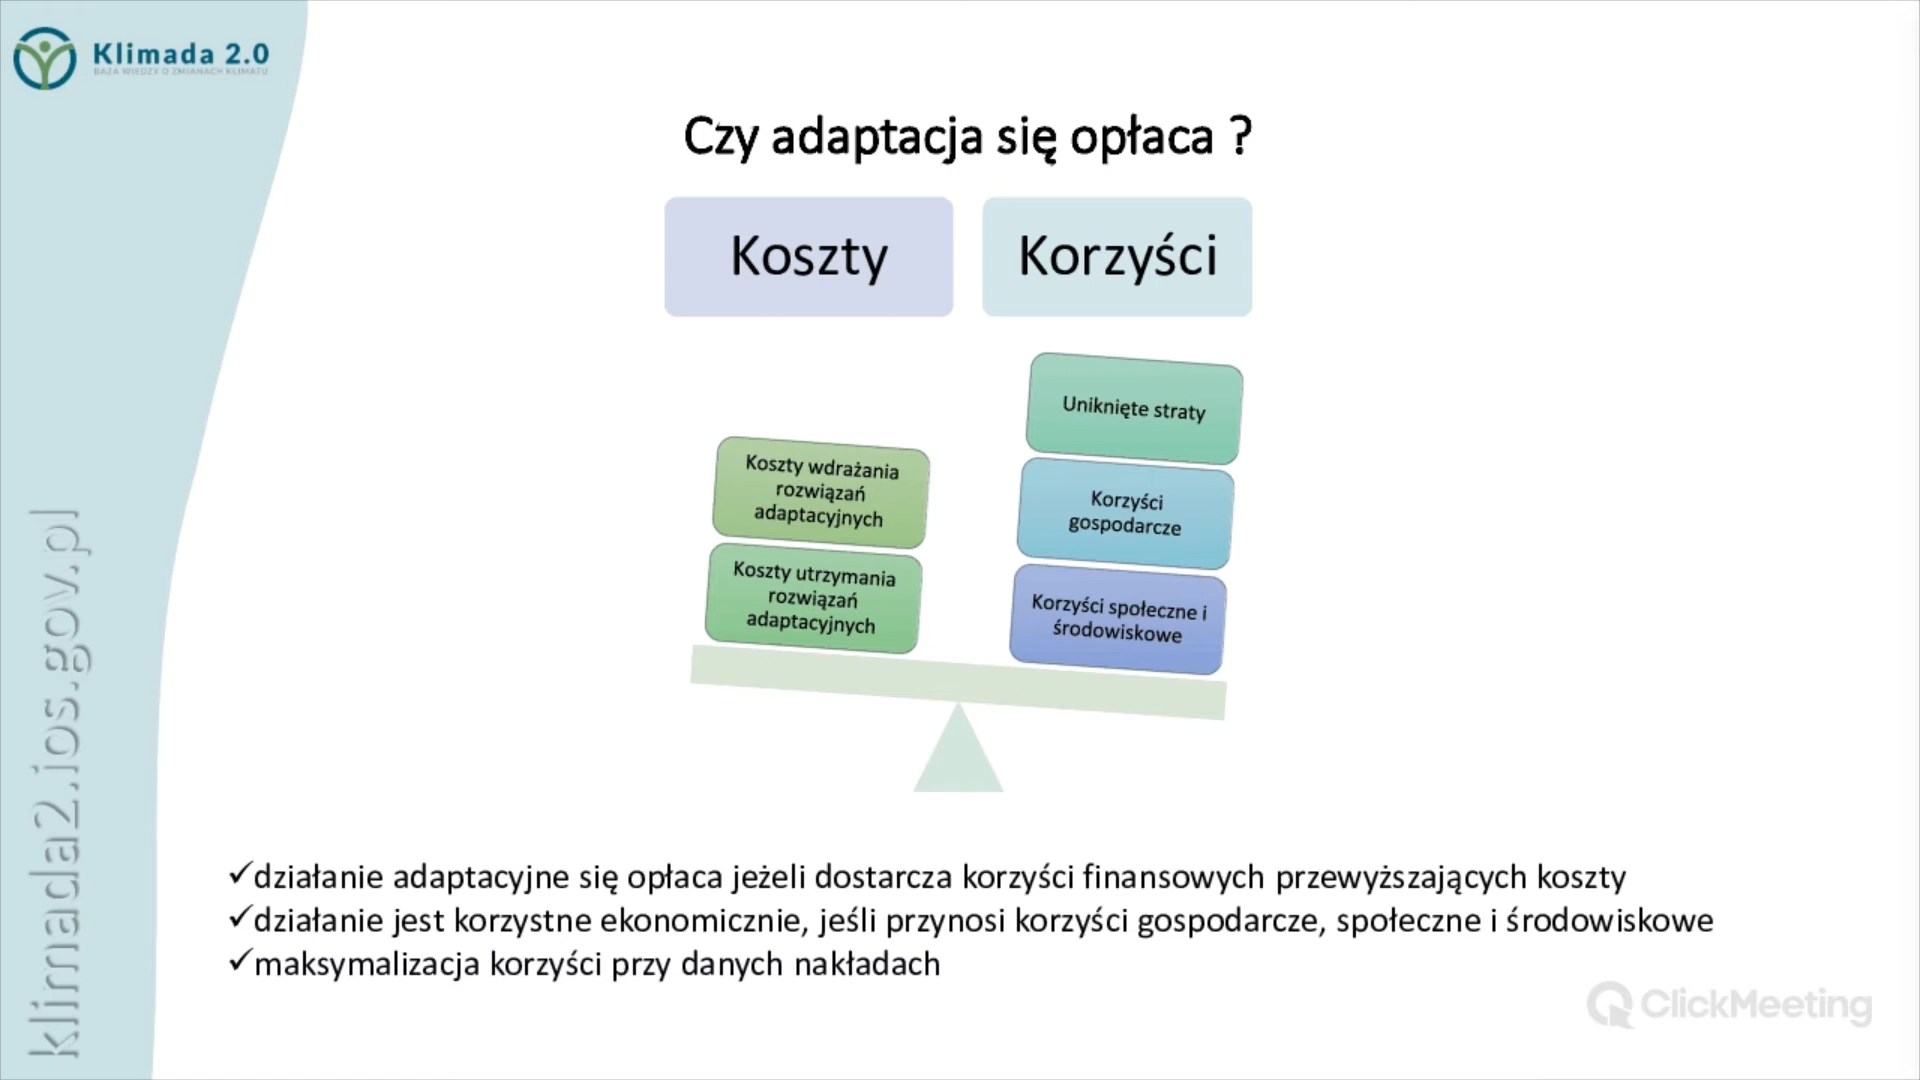 Klimada 2.0
BAZA WIEDZY O ZMIANACH KLIMATU
Czy adaptacja się opłaca ?
Koszty
Korzyści
Koszty wdrażania
rozwiązań
adaptacyjnych
Koszty utrzymania
rozwiązań
adaptacyjnych
Uniknięte straty
Korzyści
gospodarcze
Korzyści społeczne i
środowiskowe
klimada2.ios.gov.pl
✓działanie adaptacyjne się opłaca jeżeli dostarcza korzyści finansowych przewyższających koszty
✓działanie jest korzystne ekonomicznie, jeśli przynosi korzyści gospodarcze, społeczne i środowiskowe
✓maksymalizacja korzyści przy danych nakładach
ClickMeeting